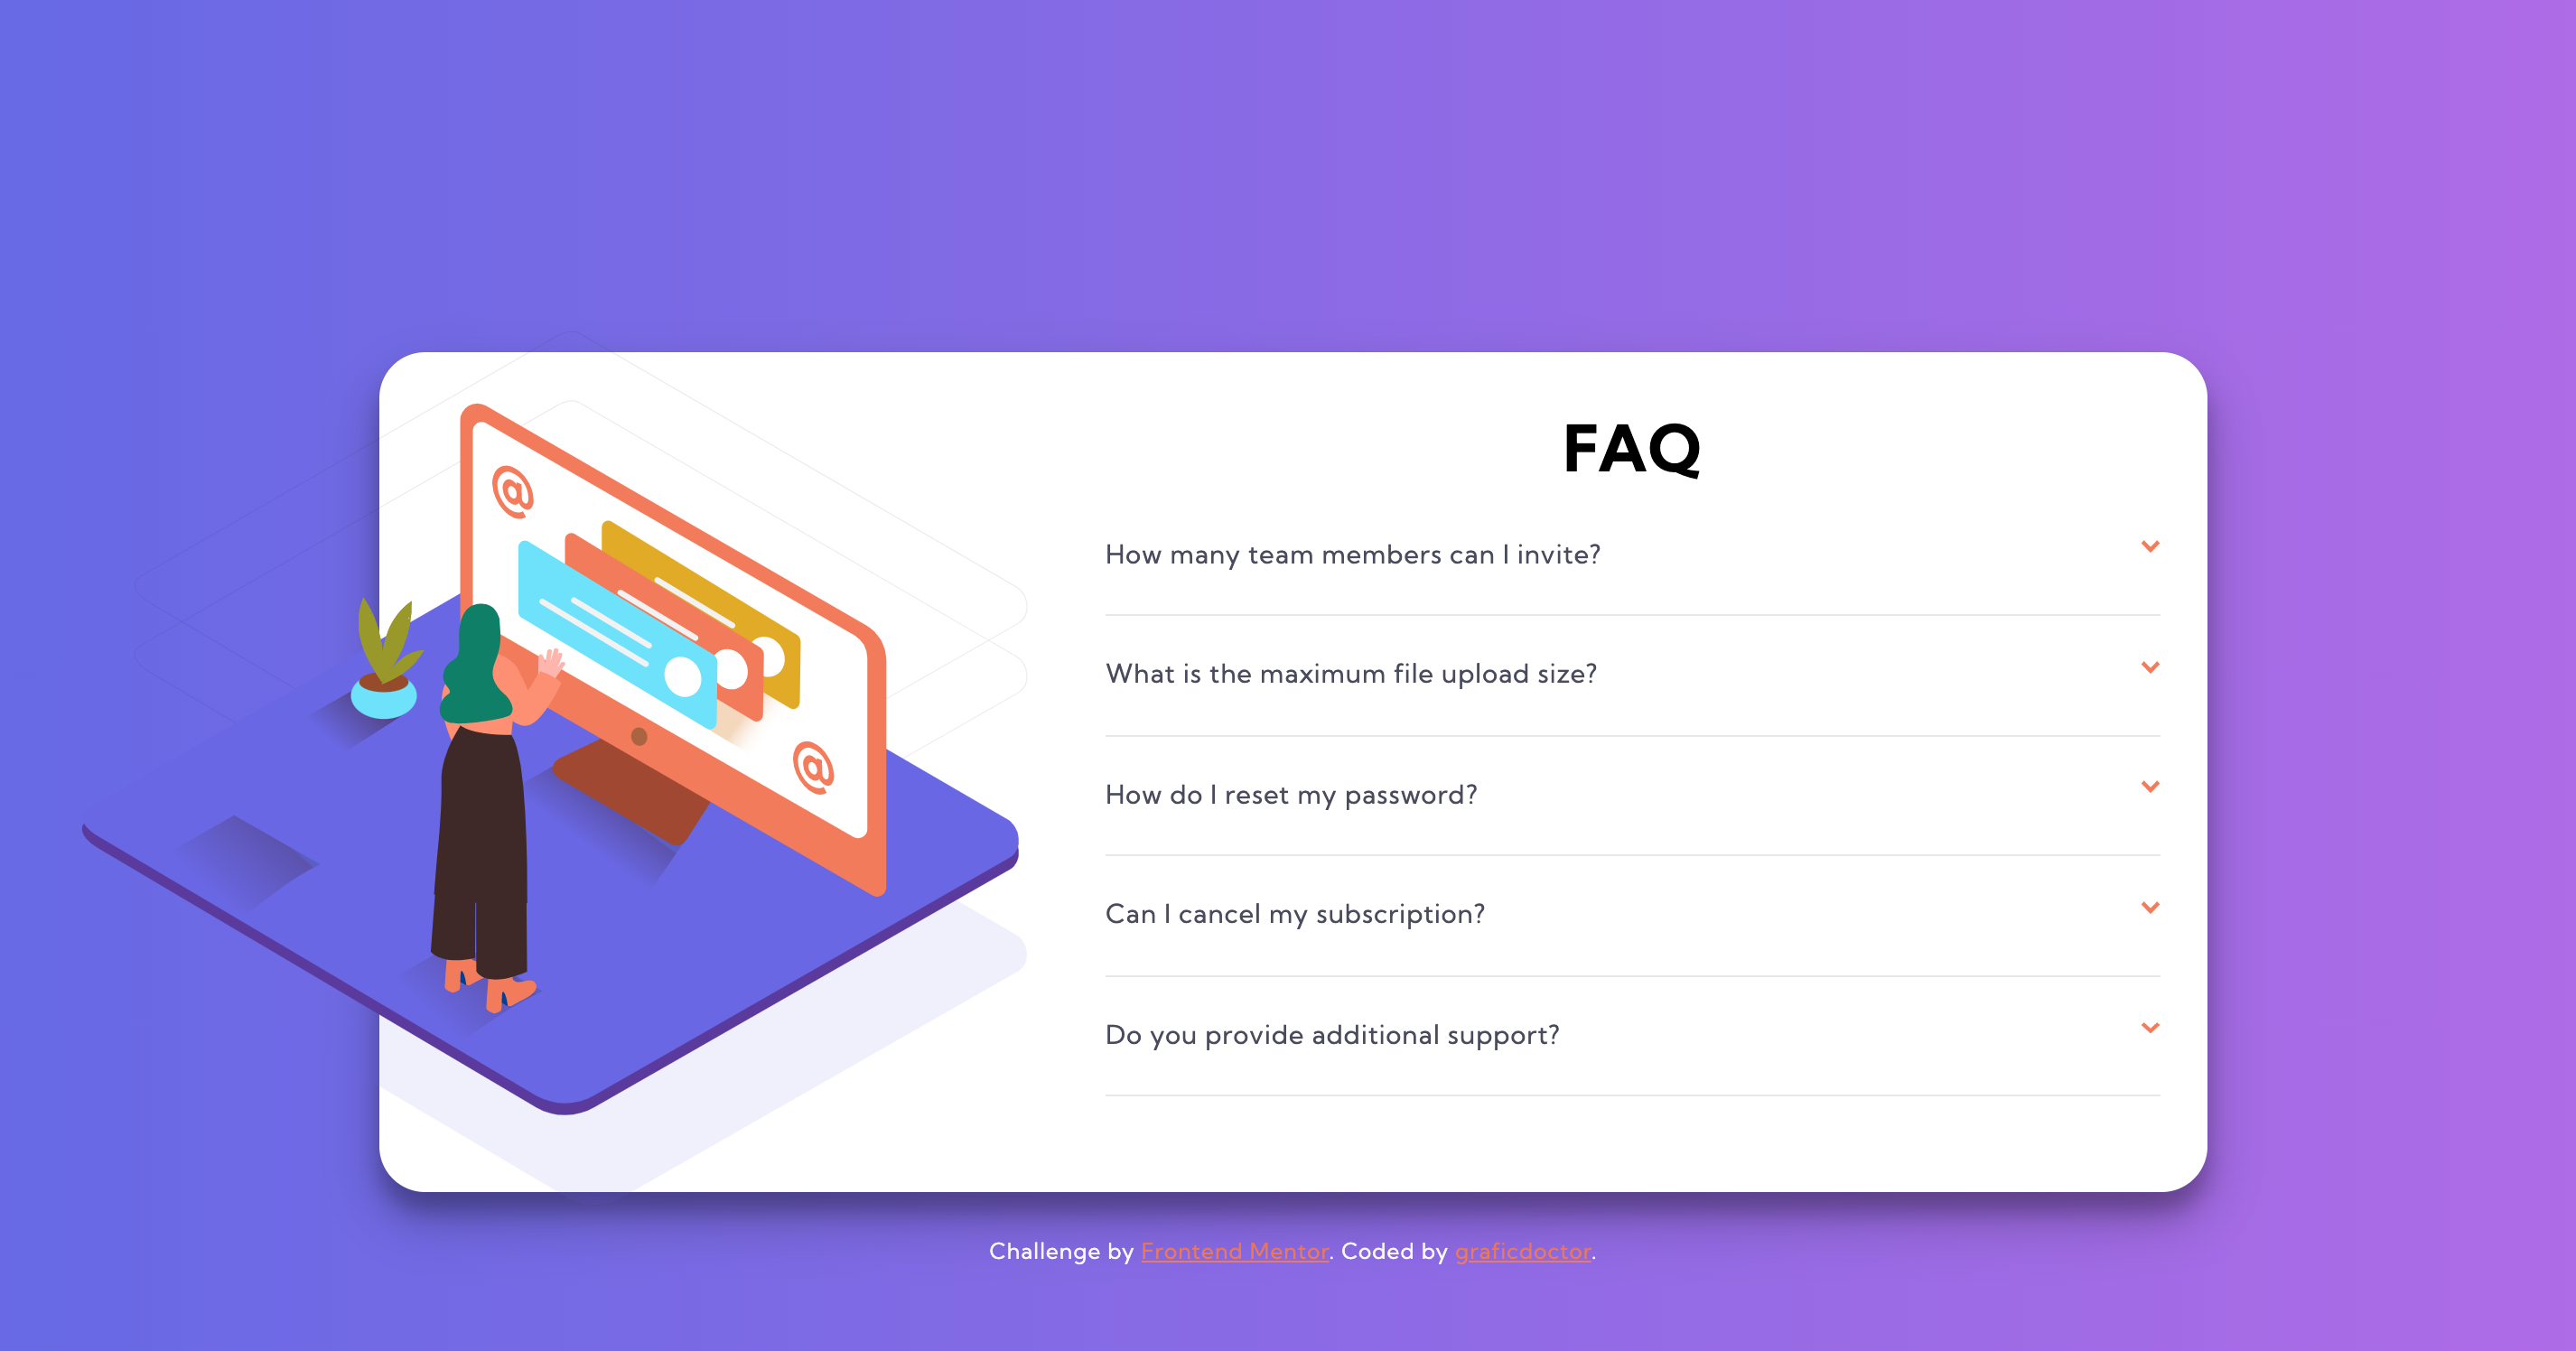 @
@
FAQ
How many team members can I invite?
What is the maximum file upload size?
How do I reset my password?
Can I cancel my subscription?
Do you provide additional support?
Challenge by Frontend Mentor. Coded by graficdoctor.